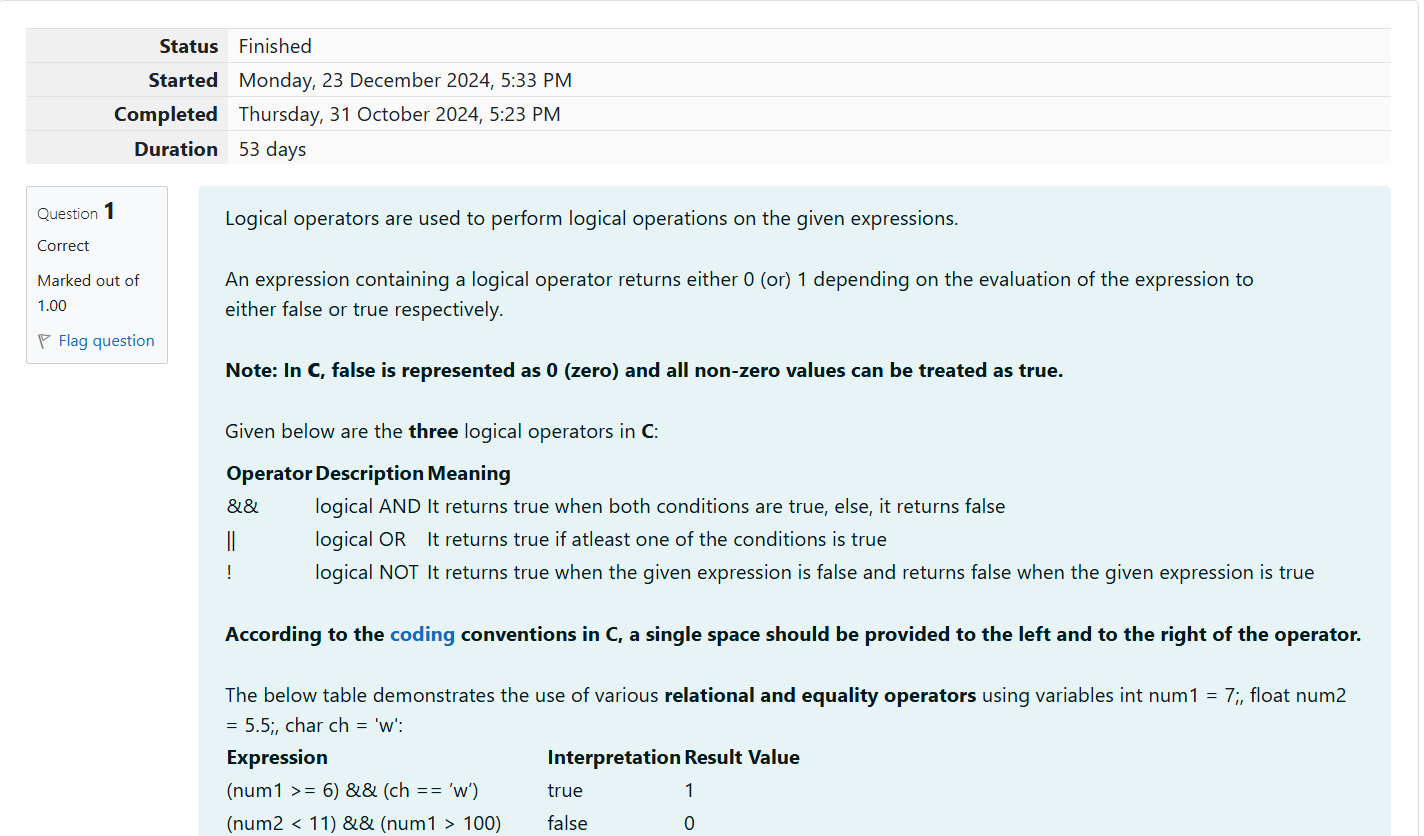 Status Finished
Started Monday, 23 December 2024, 5:33 PM
Completed Thursday, 31 October 2024, 5:23 PM
Duration 53 days
Question 1
Correct
Marked out of
1.00
Flag question
Logical operators are used to perform logical operations on the given expressions.
An expression containing a logical operator returns either 0 (or) 1 depending on the evaluation of the expression to
either false or true respectively.
Note: In C, false is represented as 0 (zero) and all non-zero values can be treated as true.
Given below are the three logical operators in C:
Operator Description Meaning
&& logical AND It returns true when both conditions are true, else, it returns false
|| logical OR It returns true if atleast one of the conditions is true
! logical NOT It returns true when the given expression is false and returns false when the given expression is true
According to the coding conventions in C, a single space should be provided to the left and to the right of the operator.
The below table demonstrates the use of various relational and equality operators using variables int num1 = 7;, float num2
= 5.5;, char ch = 'w':
Expression Interpretation Result Value
(num1 >= 6) && (ch == ’w’) true 1
(num2 < 11) && (num1 > 100) false 0